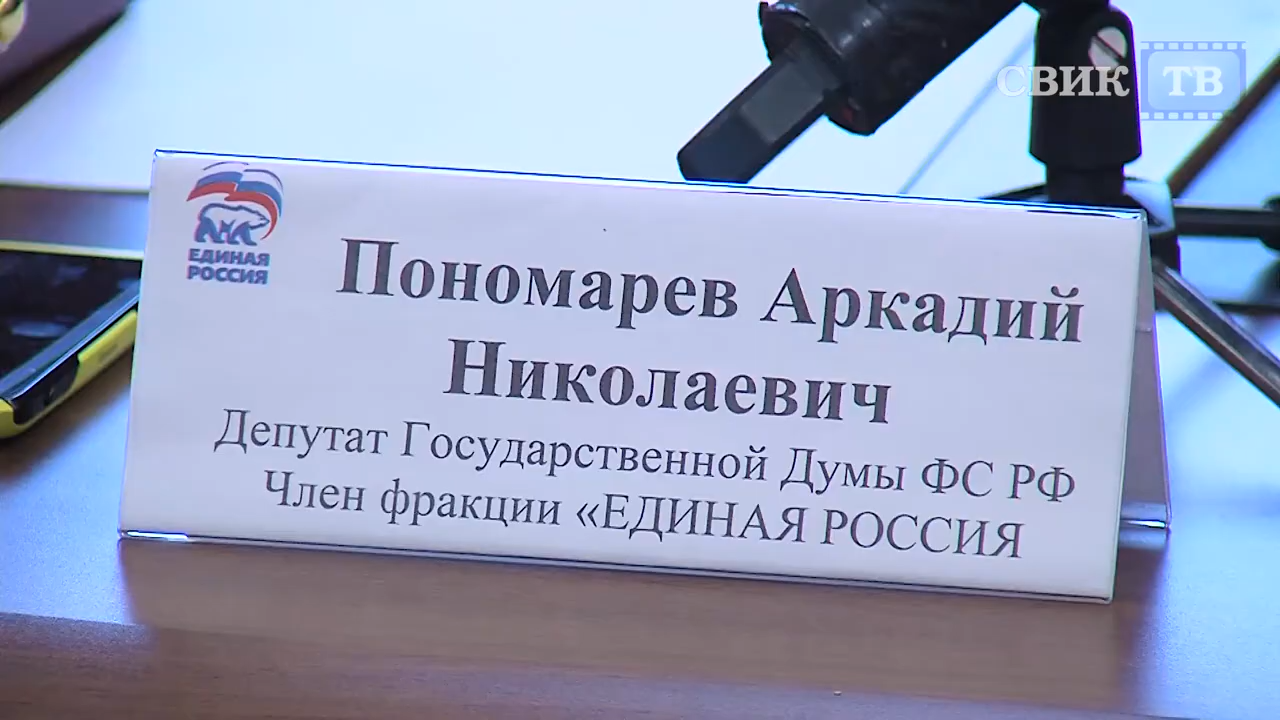 СВИК ТВ
ЕДИНАЯ
РОССИЯ
Пономарев Аркадий
Николаевич
Депутат Государственной Думы ФС РФ
Член фракции «ЕДИНАЯ РОССИЯ